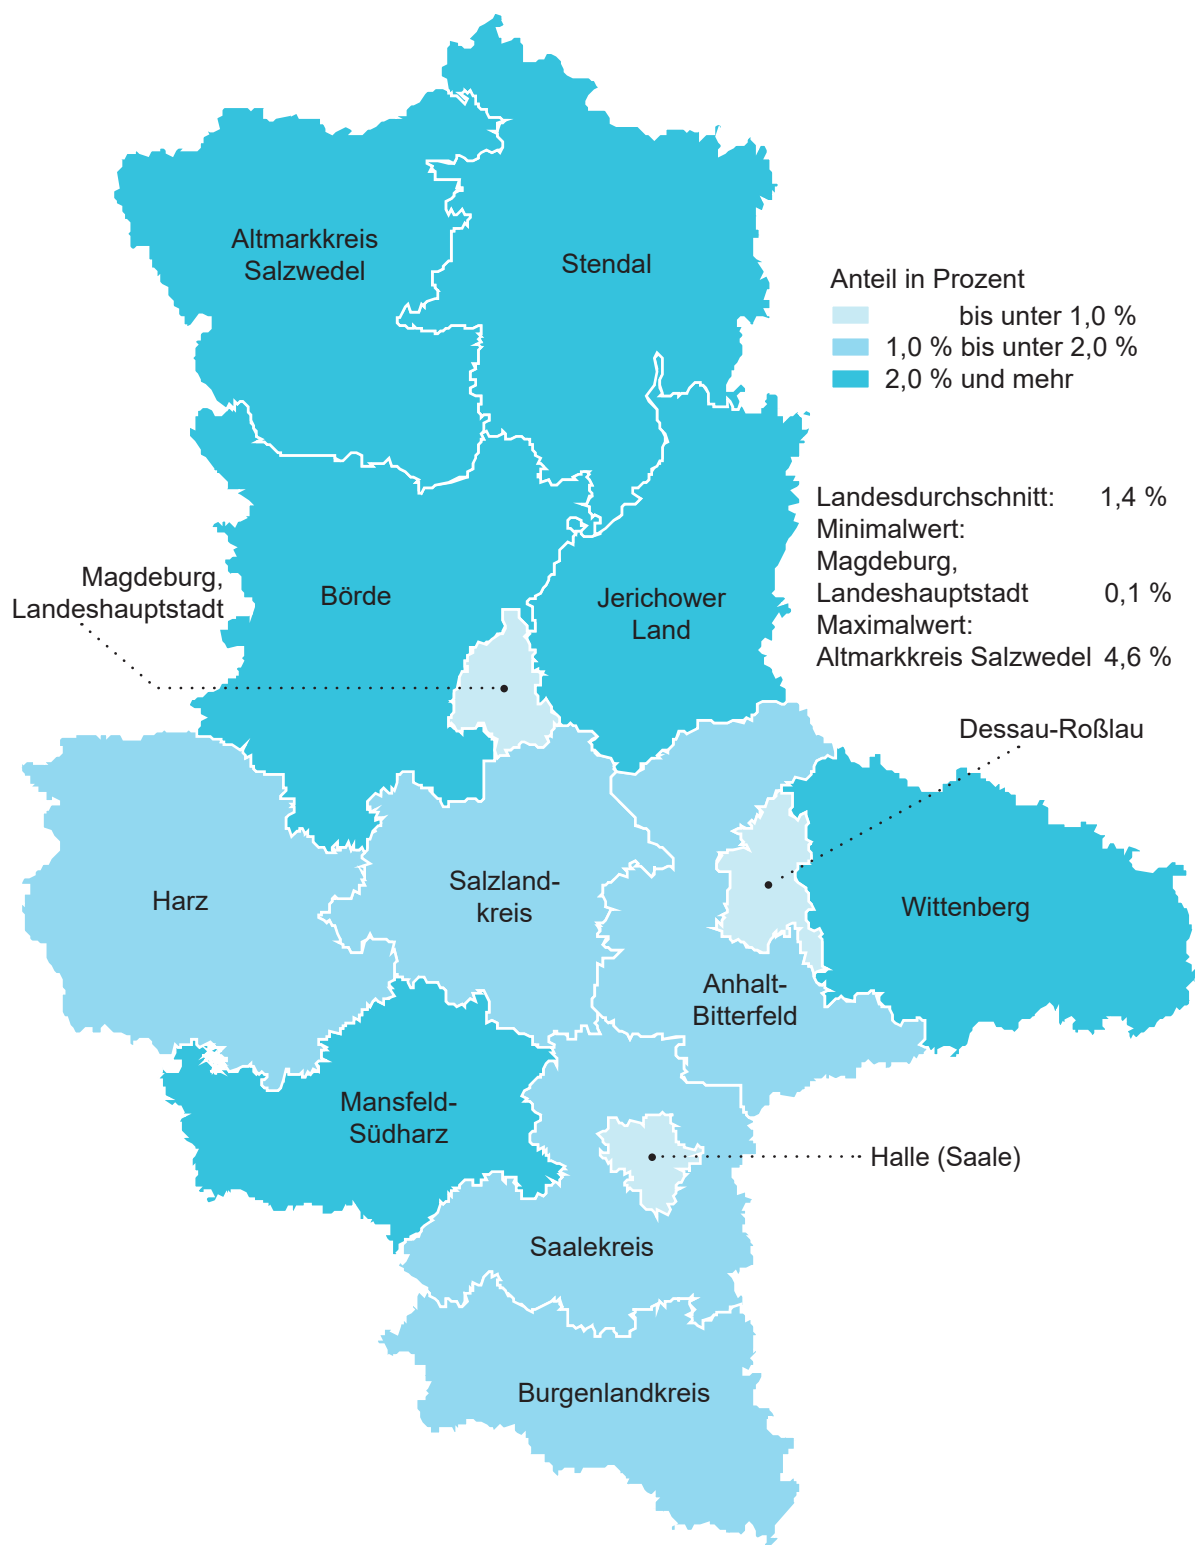 Altmarkkreis
Salzwedel
Stendal
Anteil in Prozent
bis unter 1,0 %
1,0 % bis unter 2,0 %
2,0 % und mehr
Landesdurchschnitt: 1,4 %
Minimalwert:
Magdeburg,
Landeshauptstadt 0,1 %
Maximalwert:
Altmarkkreis Salzwedel 4,6 %
Magdeburg,
Landeshauptstadt
Börde
Jerichower
Land
Dessau-Roßlau
Harz
Salzland-
kreis
Wittenberg
Anhalt-
Bitterfeld
Mansfeld-
Südharz
Halle (Saale)
Saalekreis
Burgenlandkreis